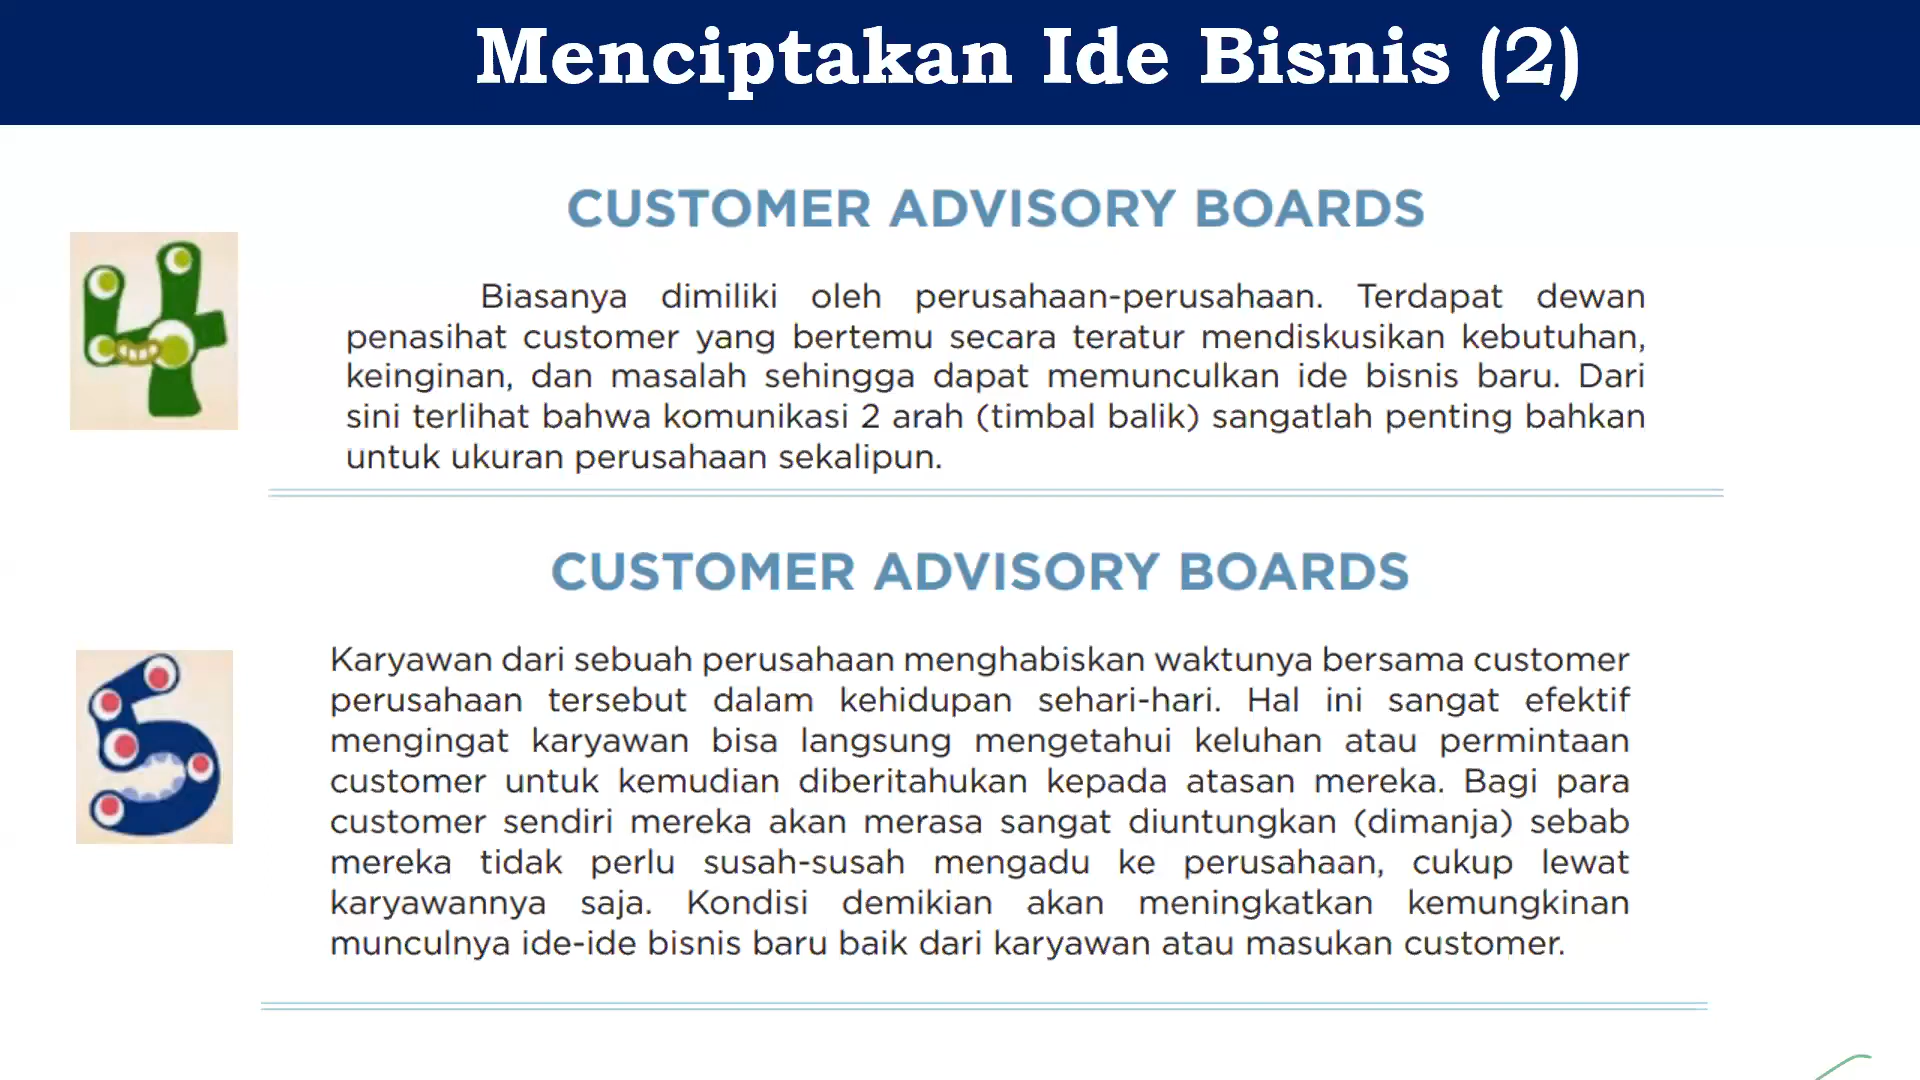 Menciptakan Ide Bisnis (2)
CUSTOMER ADVISORY BOARDS
4
Biasanya dimiliki oleh perusahaan-perusahaan. Terdapat dewan
penasihat customer yang bertemu secara teratur mendiskusikan kebutuhan,
keinginan, dan masalah sehingga dapat memunculkan ide bisnis baru. Dari
sini terlihat bahwa komunikasi 2 arah (timbal balik) sangatlah penting bahkan
untuk ukuran perusahaan sekalipun.
CUSTOMER ADVISORY BOARDS
5
Karyawan dari sebuah perusahaan menghabiskan waktunya bersama customer
perusahaan tersebut dalam kehidupan sehari-hari. Hal ini sangat efektif
mengingat karyawan bisa langsung mengetahui keluhan atau permintaan
customer untuk kemudian diberitahukan kepada atasan mereka. Bagi para
customer sendiri mereka akan merasa sangat diuntungkan (dimanja) sebab
mereka tidak perlu susah-susah mengadu ke perusahaan, cukup lewat
karyawannya saja. Kondisi demikian akan meningkatkan kemungkinan
munculnya ide-ide bisnis baru baik dari karyawan atau masukan customer.